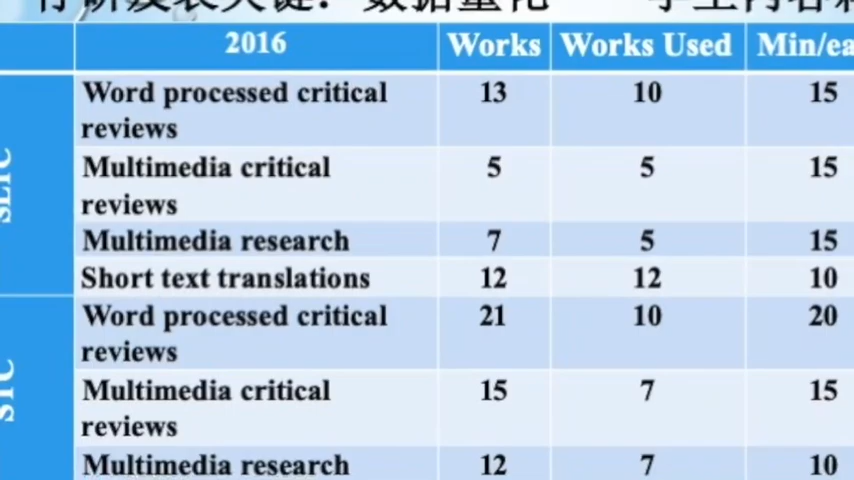 2016 Works Works Used Min/ea
SLTC
Word processed critical 13 10 15
reviews
Multimedia critical 5 5 15
reviews
Multimedia research 7 5 15
Short text translations 12 12 10
STC
Word processed critical 21 10 20
reviews
Multimedia critical 15 7 15
reviews
Multimedia research 12 7 10